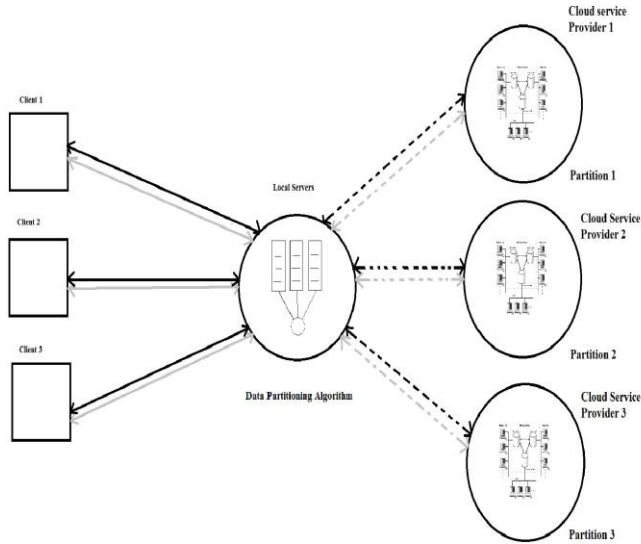 Cloud service
Provider 1
Client 1
Partition 1
Local Servers
Client 2
Cloud Service
Provider 2
Partition 2
Client 3
Data Partitioning Algorithm
Cloud Service
Provider 3
Partition 3